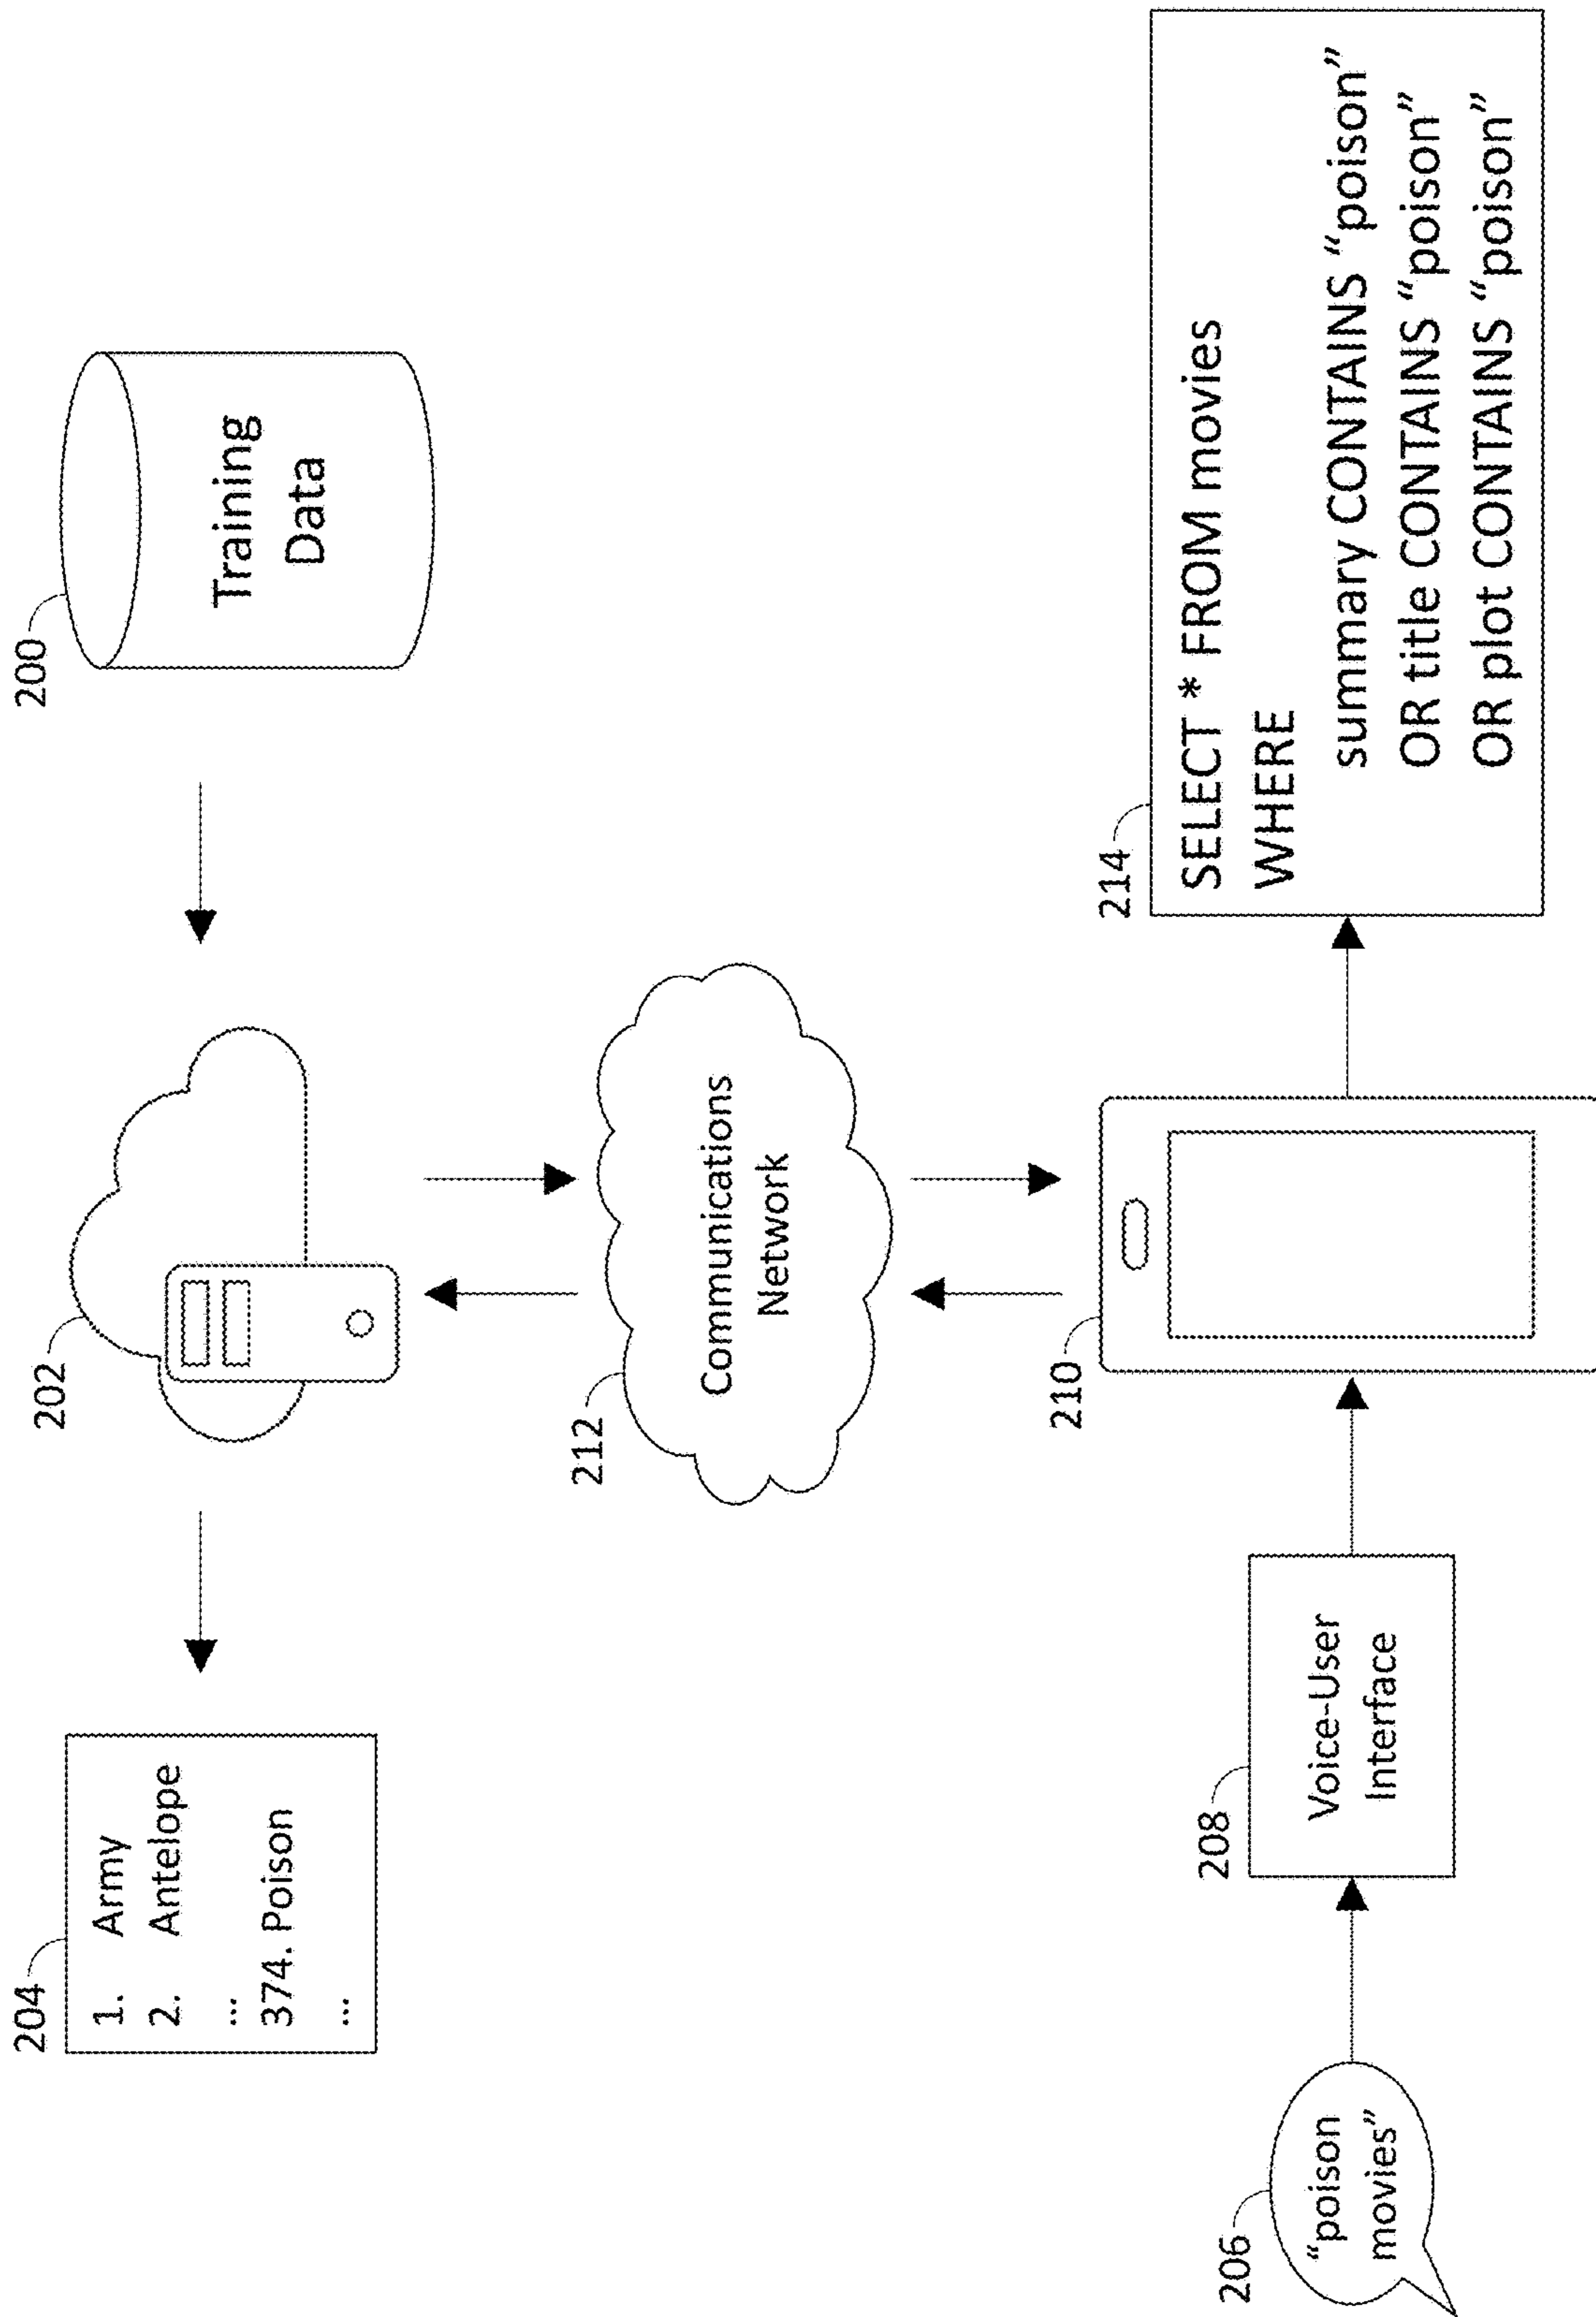 204
1. Army
2. Antelope
...
374. Poison
...
202
200
Training
Data
212
Communications
Network
206
“poison
movies”
208
Voice-User
Interface
210
214
SELECT * FROM movies
WHERE
summary CONTAINS “poison”
OR title CONTAINS “poison”
OR plot CONTAINS “poison”